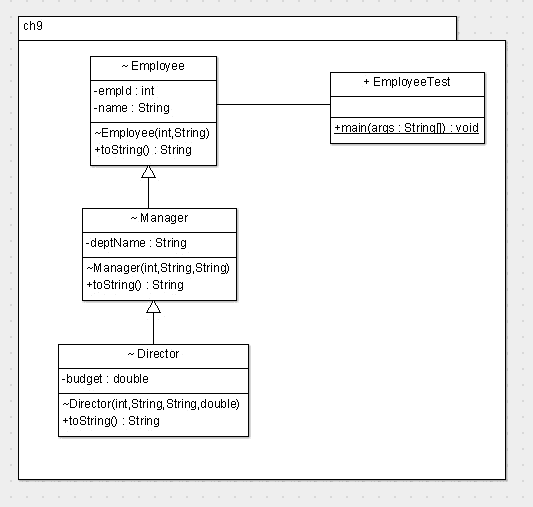 ch9
~ Employee
-empId : int
-name : String
~Employee(int,String)
+toString() : String
+ EmployeeTest
+main(args : String[]) : void
~ Manager
-deptName : String
~Manager(int,String,String)
+toString() : String
~ Director
-budget : double
~Director(int,String,String,double)
+toString() : String